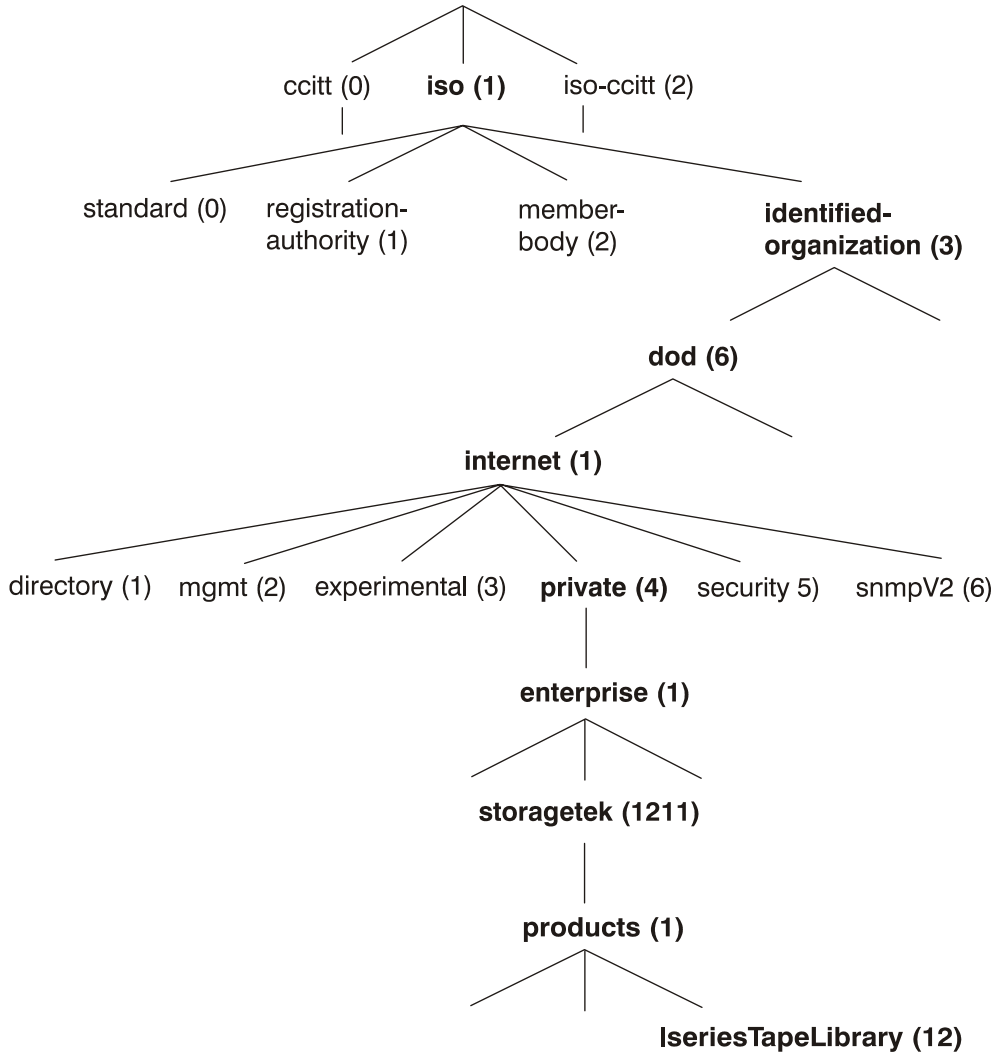 ccitt (0) iso (1) iso-ccitt (2)
standard (0) registration-
authority (1) member-
body (2) identified-
organization (3)
dod (6)
internet (1)
directory (1) mgmt (2) experimental (3) private (4) security 5) snmpV2 (6)
enterprise (1)
storagetek (1211)
products (1)
lseriesTapeLibrary (12)